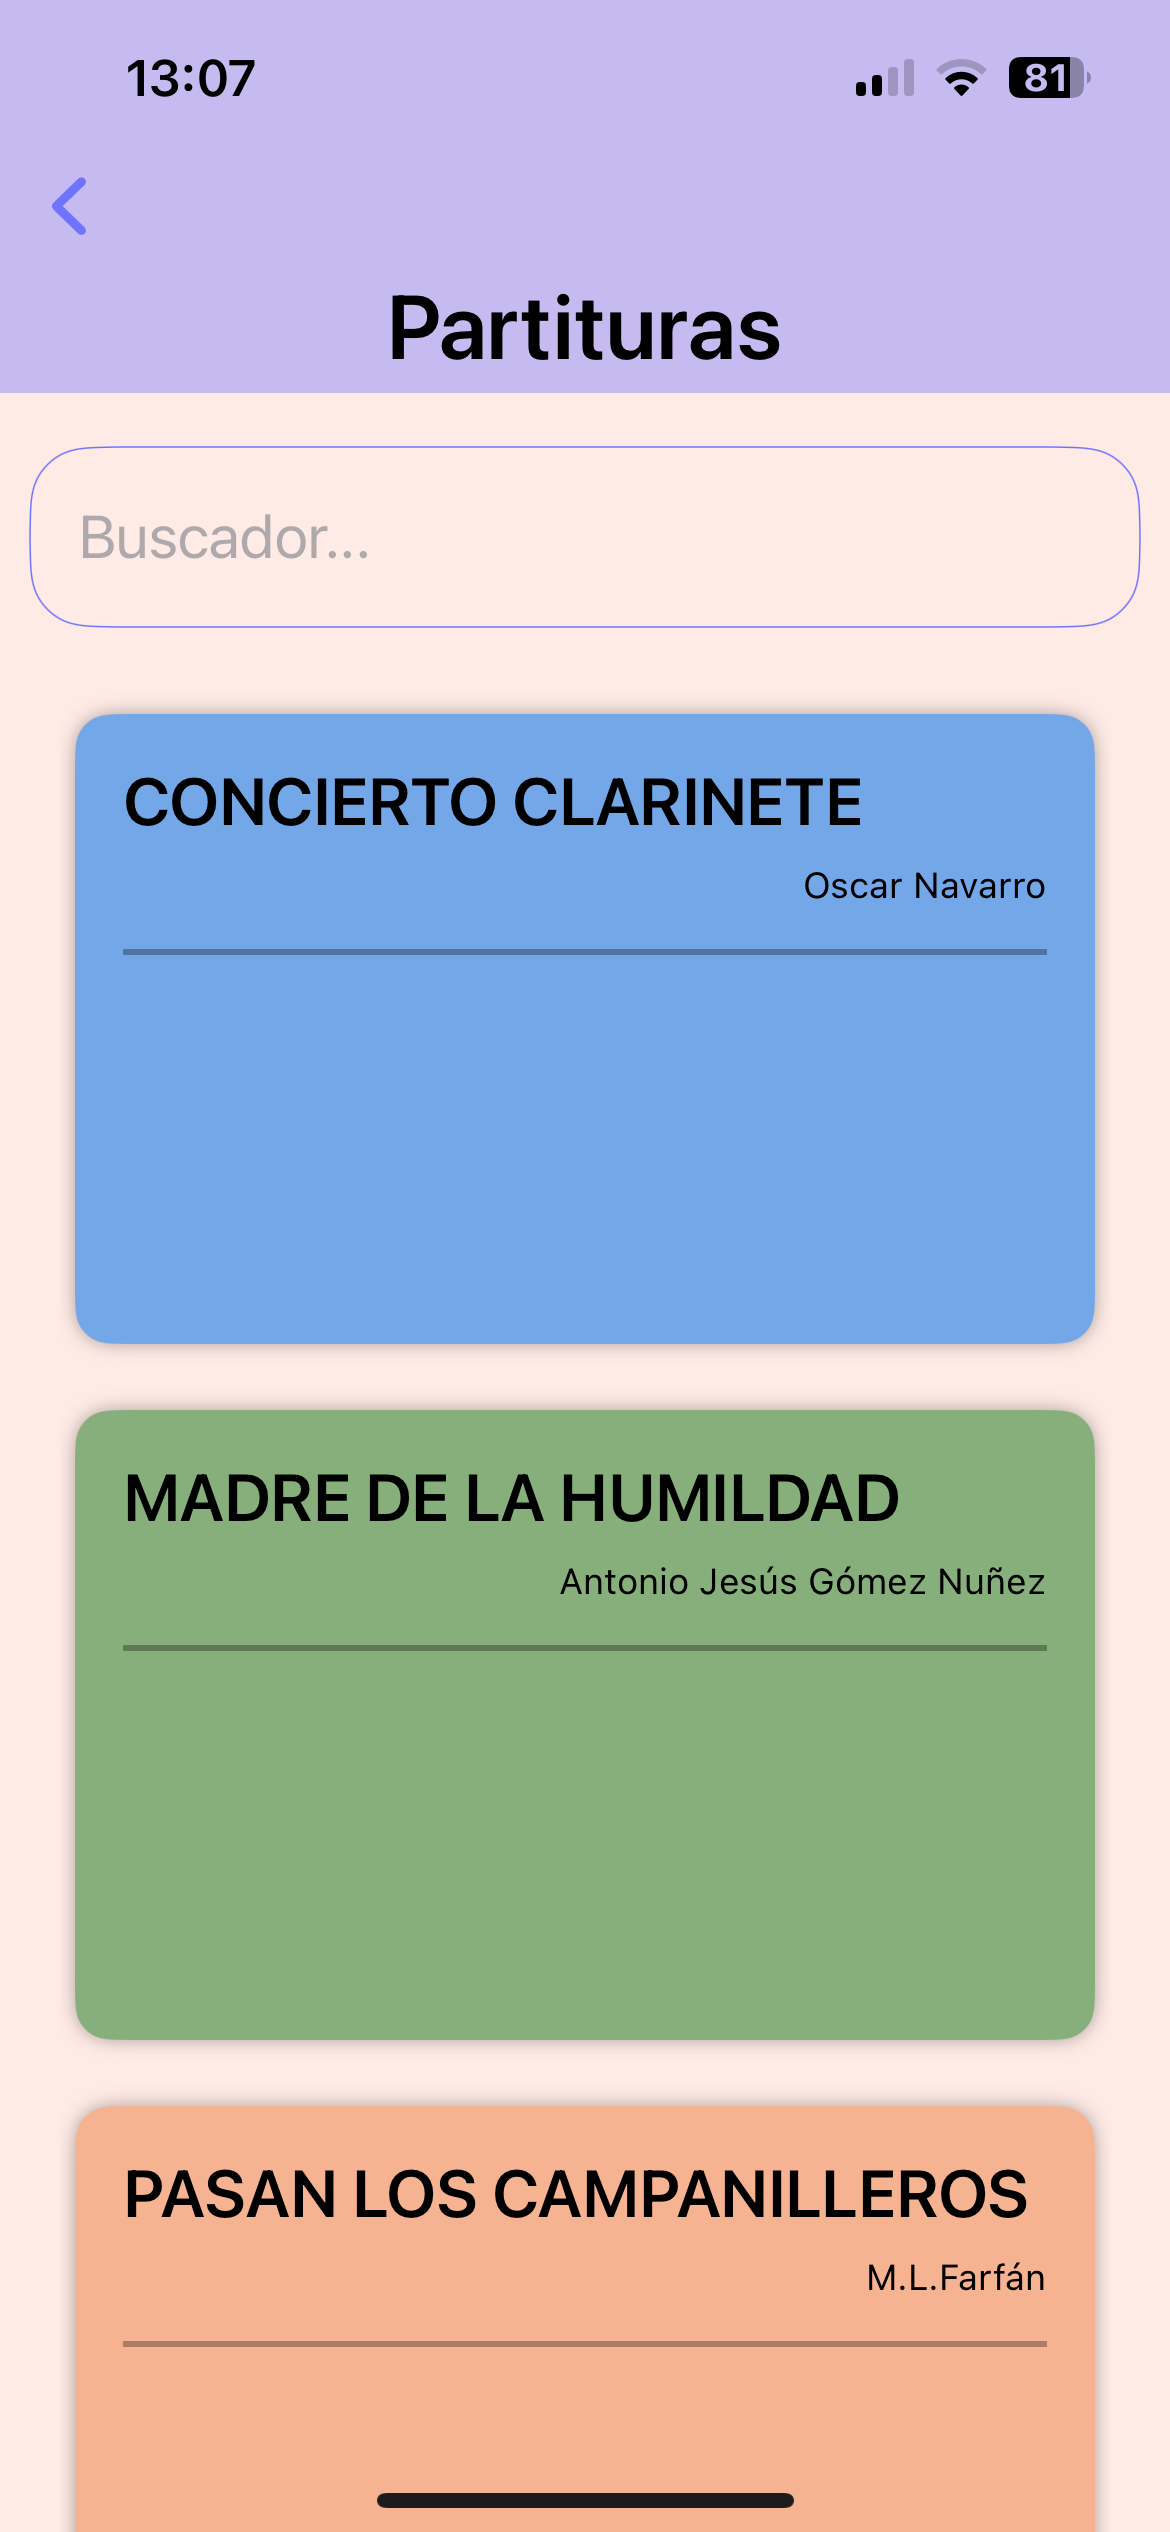 13:07
81
Partituras
Buscador...
CONCIERTO CLARINETE
Oscar Navarro
MADRE DE LA HUMILDAD
Antonio Jesús Gómez Nuñez
PASAN LOS CAMPANILLEROS
M.L.Farfán